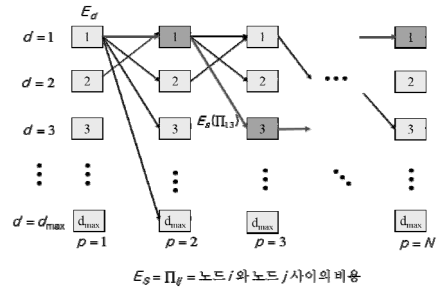 E_d
d = 1 1 1 1 1
d = 2 2 2 2 ••• 2
d = 3 3 3 E_s(Π_13) 3 3
d = d_max d_max d_max d_max d_max
p = 1 p = 2 p = 3 p = N
E_S = Π_ij = 노드 i 와 노드 j 사이의 비용